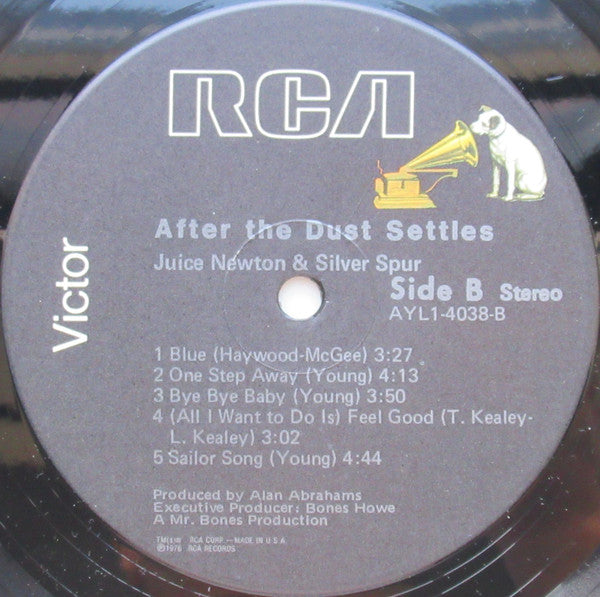 RCA
Victor
After the Dust Settles
Juice Newton & Silver Spur
Side B Stereo
AYL1-4038-B
1 Blue (Haywood-McGee) 3:27
2 One Step Away (Young) 4:13
3 Bye Bye Baby (Young) 3:50
4 (All I Want to Do Is) Feel Good (T. Kealey-
L. Kealey) 3:02
5 Sailor Song (Young) 4:44
Produced by Alan Abrahams
Executive Producer: Bones Howe
A Mr. Bones Production
RCA CORP.—MADE IN U.S.A.
℗1976 RCA RECORDS